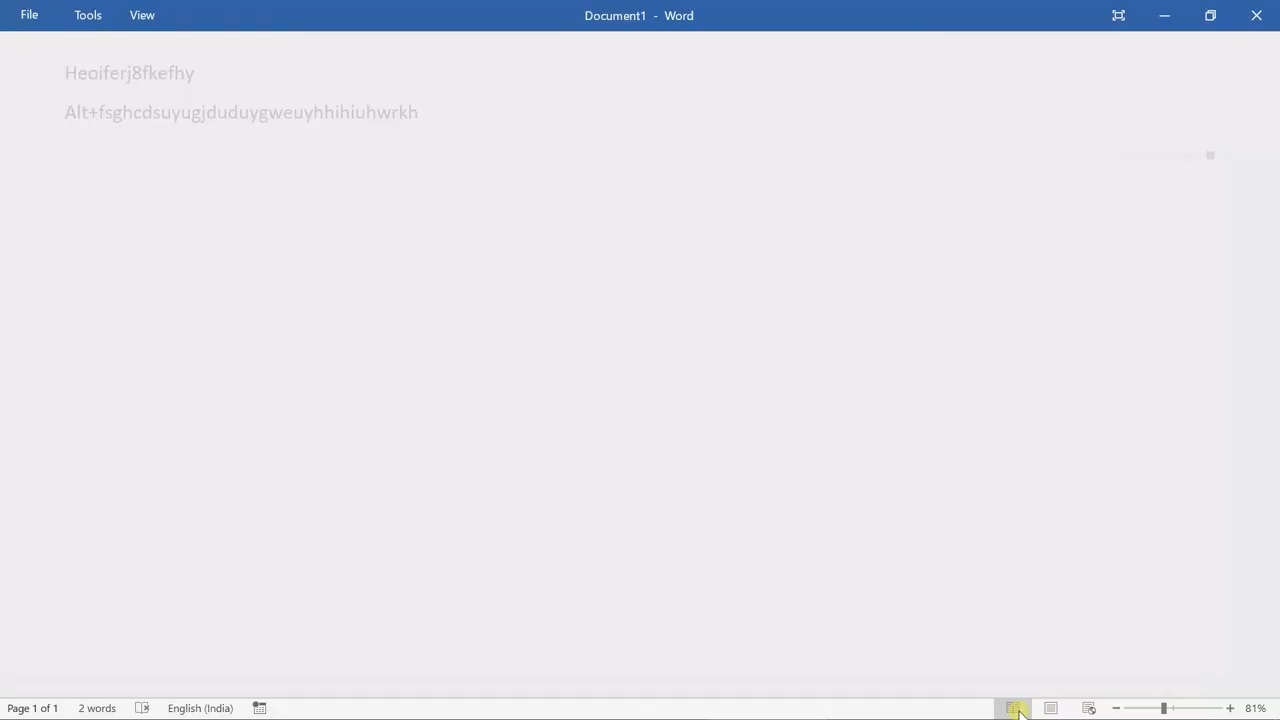 File Tools View Document1 - Word
Heoiferj8fkefhy
Alt+fsghcdsuyugjduduygweuyhhihiuhwrkh
Page 1 of 1 2 words English (India) 81%